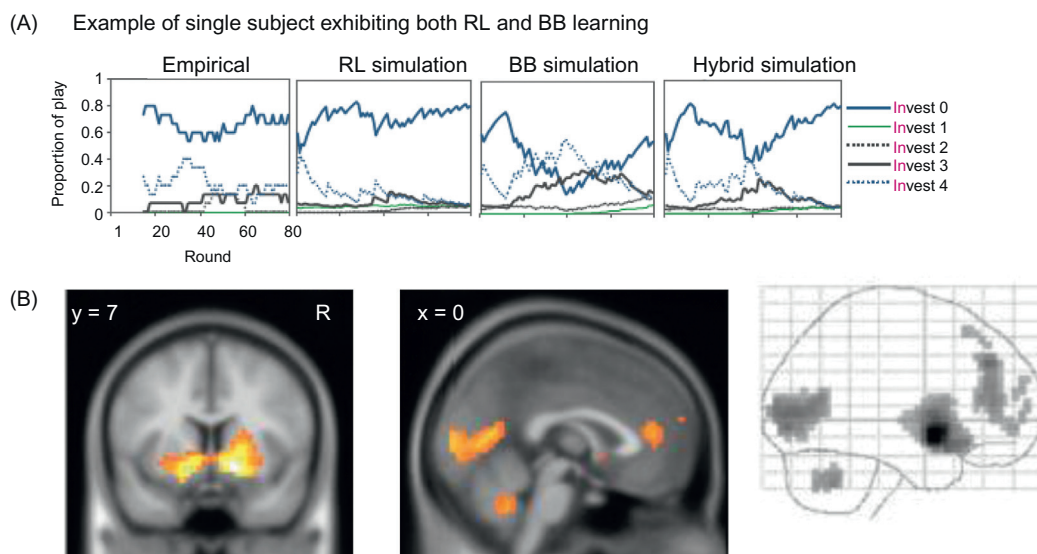 (A) Example of single subject exhibiting both RL and BB learning
Empirical RL simulation BB simulation Hybrid simulation
Proportion of play
1
0.8
0.6
0.4
0.2
0
1 20 40 60 80
Round
Invest 0
Invest 1
Invest 2
Invest 3
Invest 4
(B)
y = 7 R x = 0